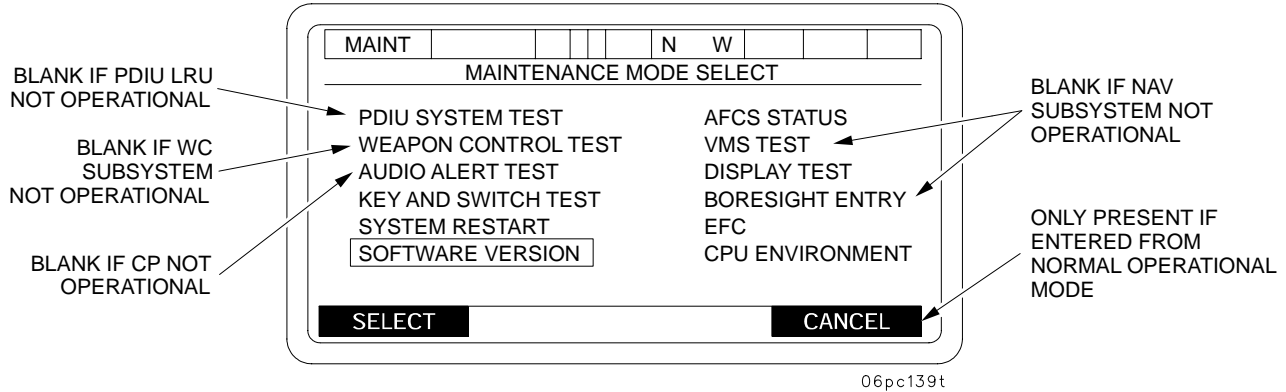 MAINT N W
MAINTENANCE MODE SELECT
BLANK IF PDIU LRU
NOT OPERATIONAL
BLANK IF WC
SUBSYSTEM
NOT OPERATIONAL
BLANK IF CP NOT
OPERATIONAL
PDIU SYSTEM TEST
WEAPON CONTROL TEST
AUDIO ALERT TEST
KEY AND SWITCH TEST
SYSTEM RESTART
SOFTWARE VERSION
AFCS STATUS
VMS TEST
DISPLAY TEST
BORESIGHT ENTRY
EFC
CPU ENVIRONMENT
BLANK IF NAV
SUBSYSTEM NOT
OPERATIONAL
ONLY PRESENT IF
ENTERED FROM
NORMAL OPERATIONAL
MODE
SELECT CANCEL
06pc139t